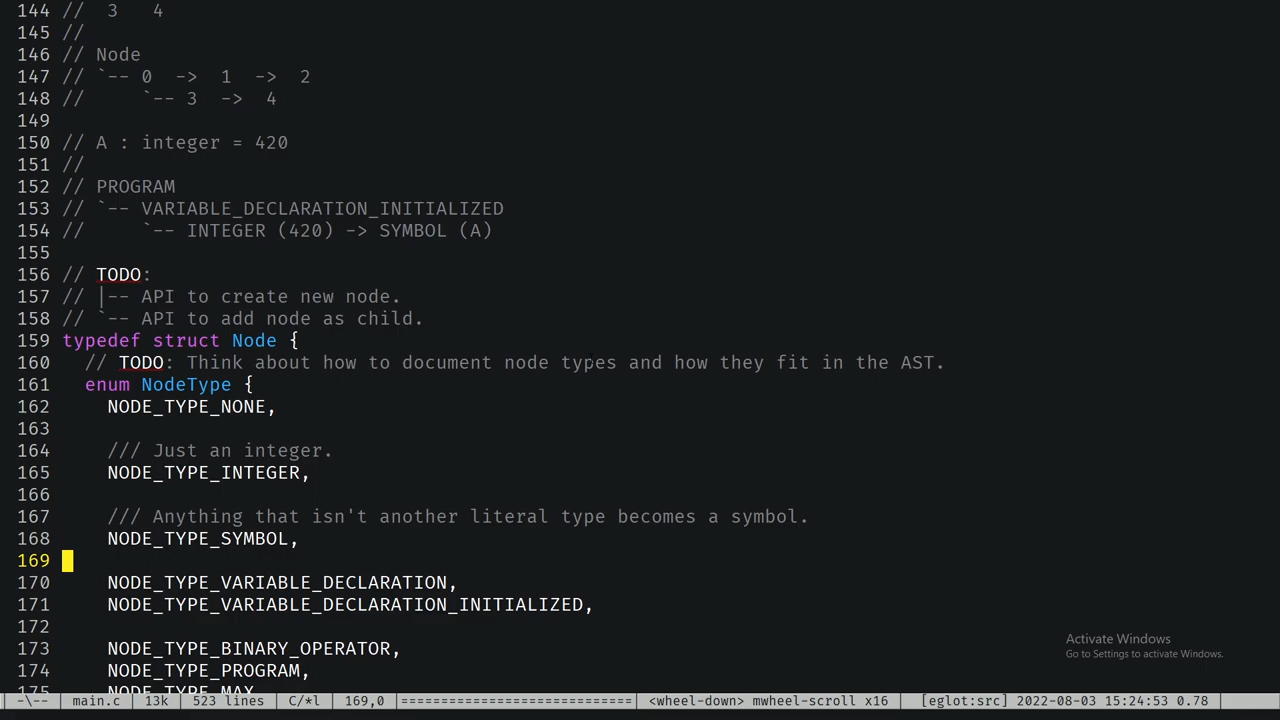 144 //  3   4
145 //
146 // Node
147 // `-- 0  ->  1  ->  2
148 //     `-- 3  ->  4
149
150 // A : integer = 420
151 //
152 // PROGRAM
153 // `-- VARIABLE_DECLARATION_INITIALIZED
154 //     `-- INTEGER (420) -> SYMBOL (A)
155
156 // TODO:
157 // |-- API to create new node.
158 // `-- API to add node as child.
159 typedef struct Node {
160   // TODO: Think about how to document node types and how they fit in the AST.
161   enum NodeType {
162     NODE_TYPE_NONE,
163
164     /// Just an integer.
165     NODE_TYPE_INTEGER,
166
167     /// Anything that isn't another literal type becomes a symbol.
168     NODE_TYPE_SYMBOL,
169
170     NODE_TYPE_VARIABLE_DECLARATION,
171     NODE_TYPE_VARIABLE_DECLARATION_INITIALIZED,
172
173     NODE_TYPE_BINARY_OPERATOR,
174     NODE_TYPE_PROGRAM,
175     NODE_TYPE_MAX
Activate Windows
Go to Settings to activate Windows.
-\-- main.c 13k 523 lines C/*l 169,0 ============================= <wheel-down> mwheel-scroll x16 [eglot:src] 2022-08-03 15:24:53 0.78